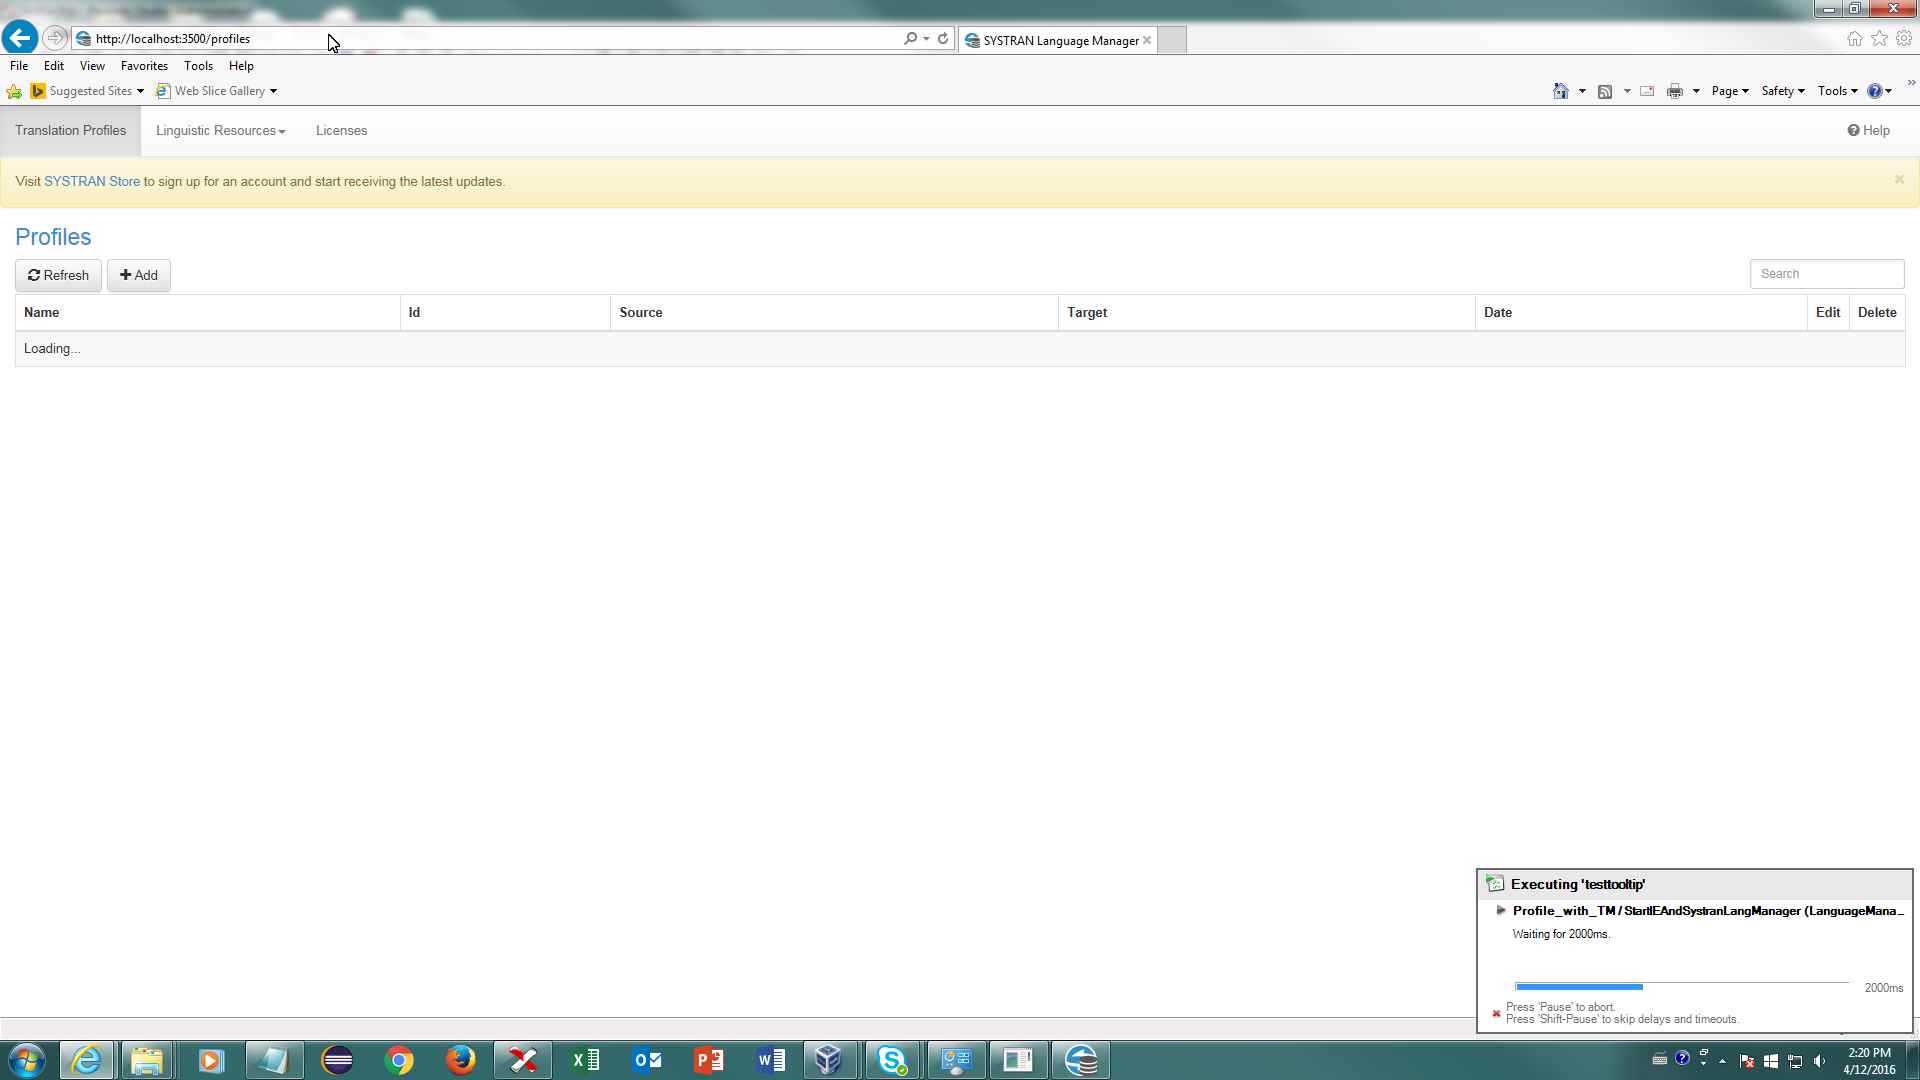 http://localhost:3500/profiles
SYSTRAN Language Manager
File Edit View Favorites Tools Help
Suggested Sites Web Slice Gallery
Page Safety Tools
Translation Profiles Linguistic Resources Licenses Help
Visit SYSTRAN Store to sign up for an account and start receiving the latest updates.
Profiles
Refresh Add Search
Name Id Source Target Date Edit Delete
Loading...
Executing 'testtooltip'
Profile_with_TM / StartIEAndSystranLangManager (LanguageMana...
Waiting for 2000ms.
2000ms
Press 'Pause' to abort.
Press 'Shift-Pause' to skip delays and timeouts.
2:20 PM
4/12/2016